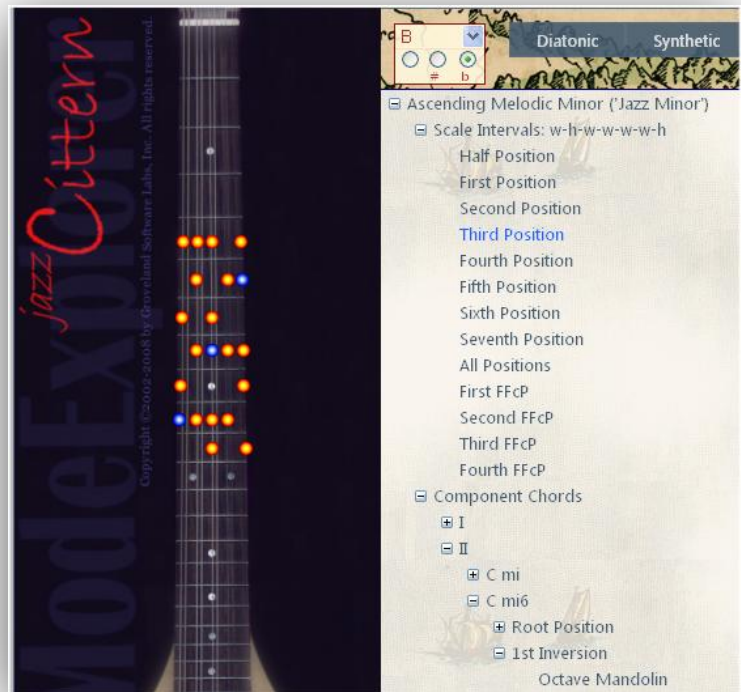 jazz Cittern
ModeExplorer
Copyright ©2002-2008 by Groveland Software Labs, Inc. All rights reserved.
B
# b
Diatonic Synthetic
Ascending Melodic Minor ('Jazz Minor')
Scale Intervals: w-h-w-w-w-w-h
Half Position
First Position
Second Position
Third Position
Fourth Position
Fifth Position
Sixth Position
Seventh Position
All Positions
First FFcP
Second FFcP
Third FFcP
Fourth FFcP
Component Chords
I
II
C mi
C mi6
Root Position
1st Inversion
Octave Mandolin